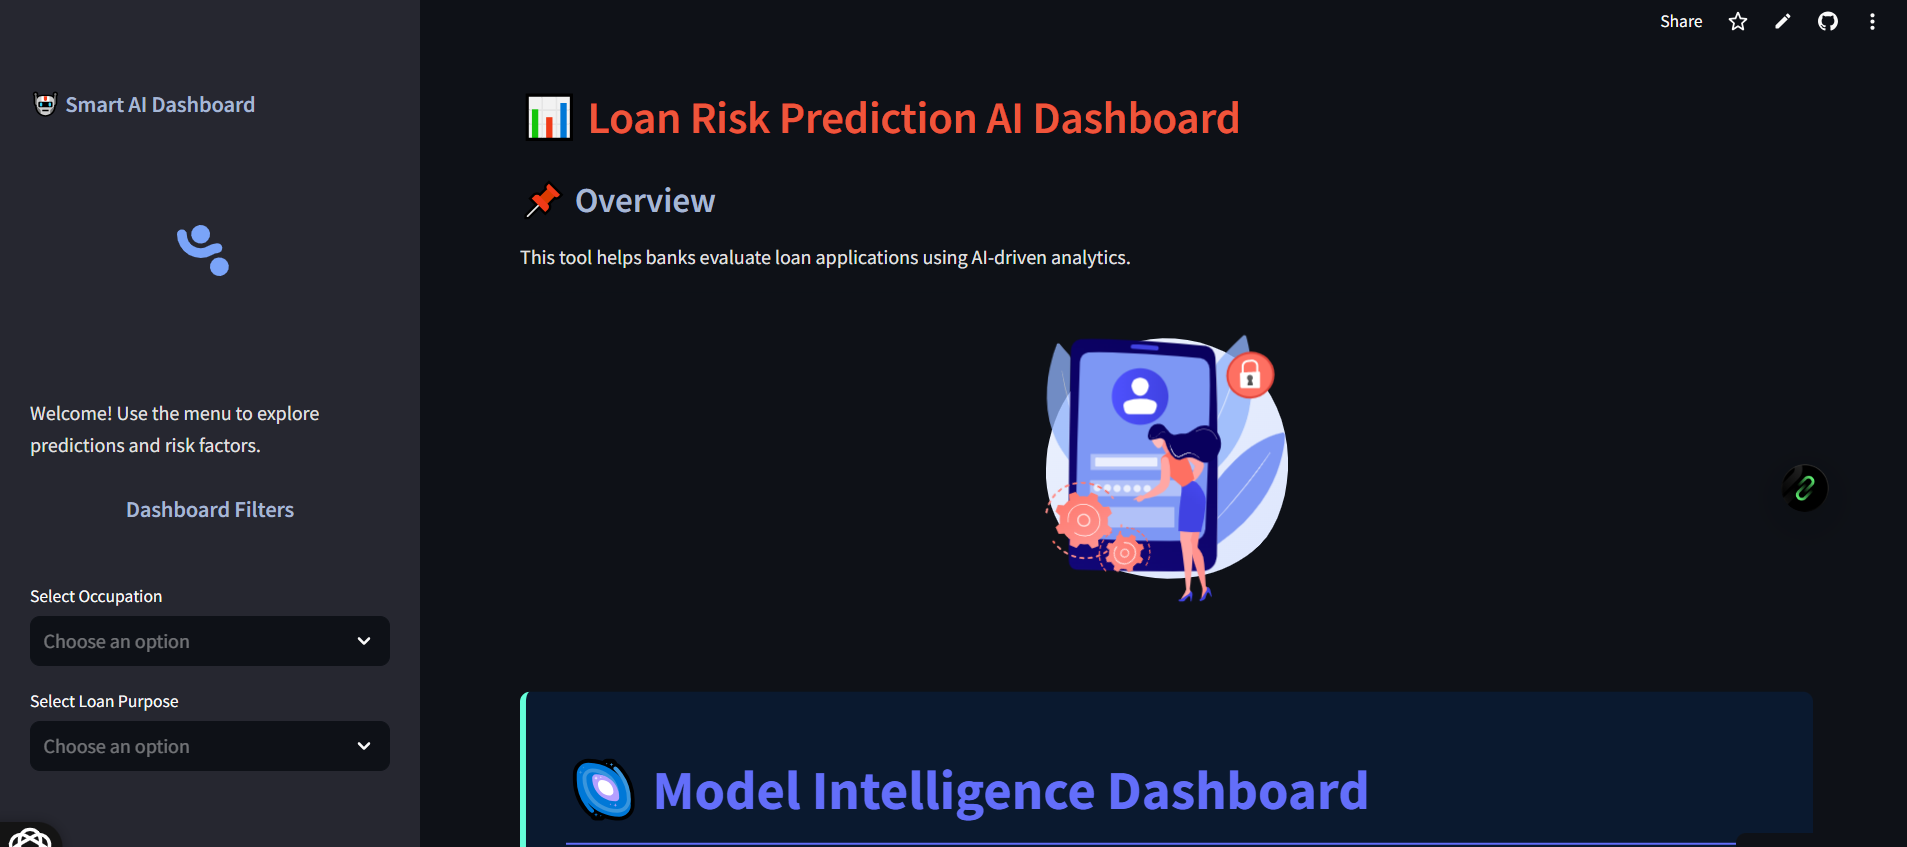 Share
Smart AI Dashboard
Welcome! Use the menu to explore
predictions and risk factors.
Dashboard Filters
Select Occupation
Choose an option
Select Loan Purpose
Choose an option
Loan Risk Prediction AI Dashboard
Overview
This tool helps banks evaluate loan applications using AI-driven analytics.
Model Intelligence Dashboard